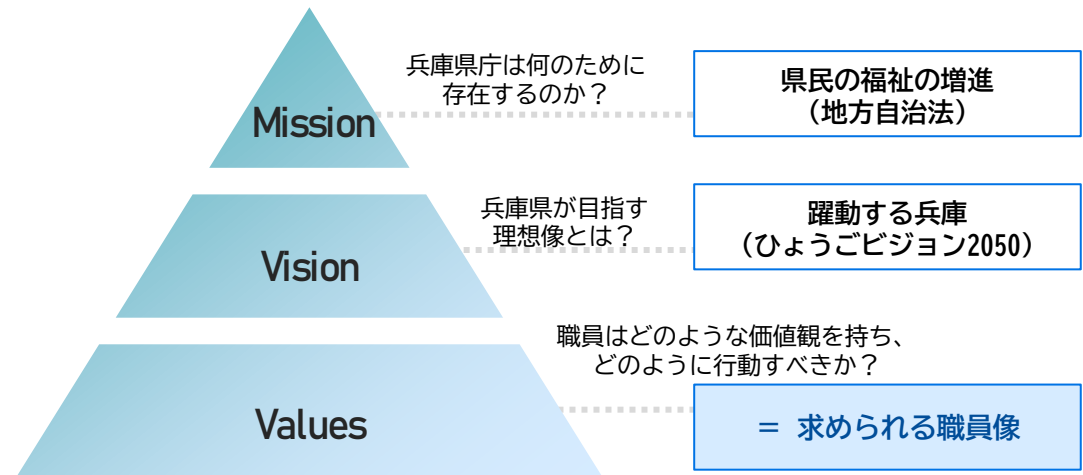 兵庫県庁は何のために
存在するのか？
Mission
県民の福祉の増進
（地方自治法）
兵庫県が目指す
理想像とは？
Vision
躍動する兵庫
（ひょうごビジョン2050）
職員はどのような価値観を持ち、
どのように行動すべきか？
Values
＝ 求められる職員像